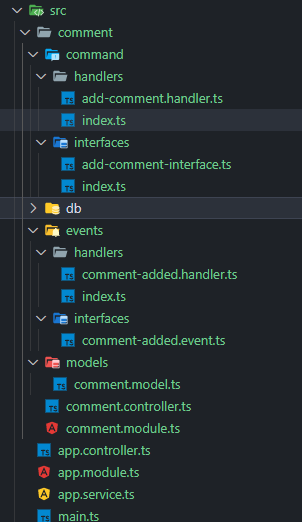 src
comment
command
handlers
add-comment.handler.ts
index.ts
interfaces
add-comment-interface.ts
index.ts
db
events
handlers
comment-added.handler.ts
index.ts
interfaces
comment-added.event.ts
models
comment.model.ts
comment.controller.ts
comment.module.ts
app.controller.ts
app.module.ts
app.service.ts
main.ts